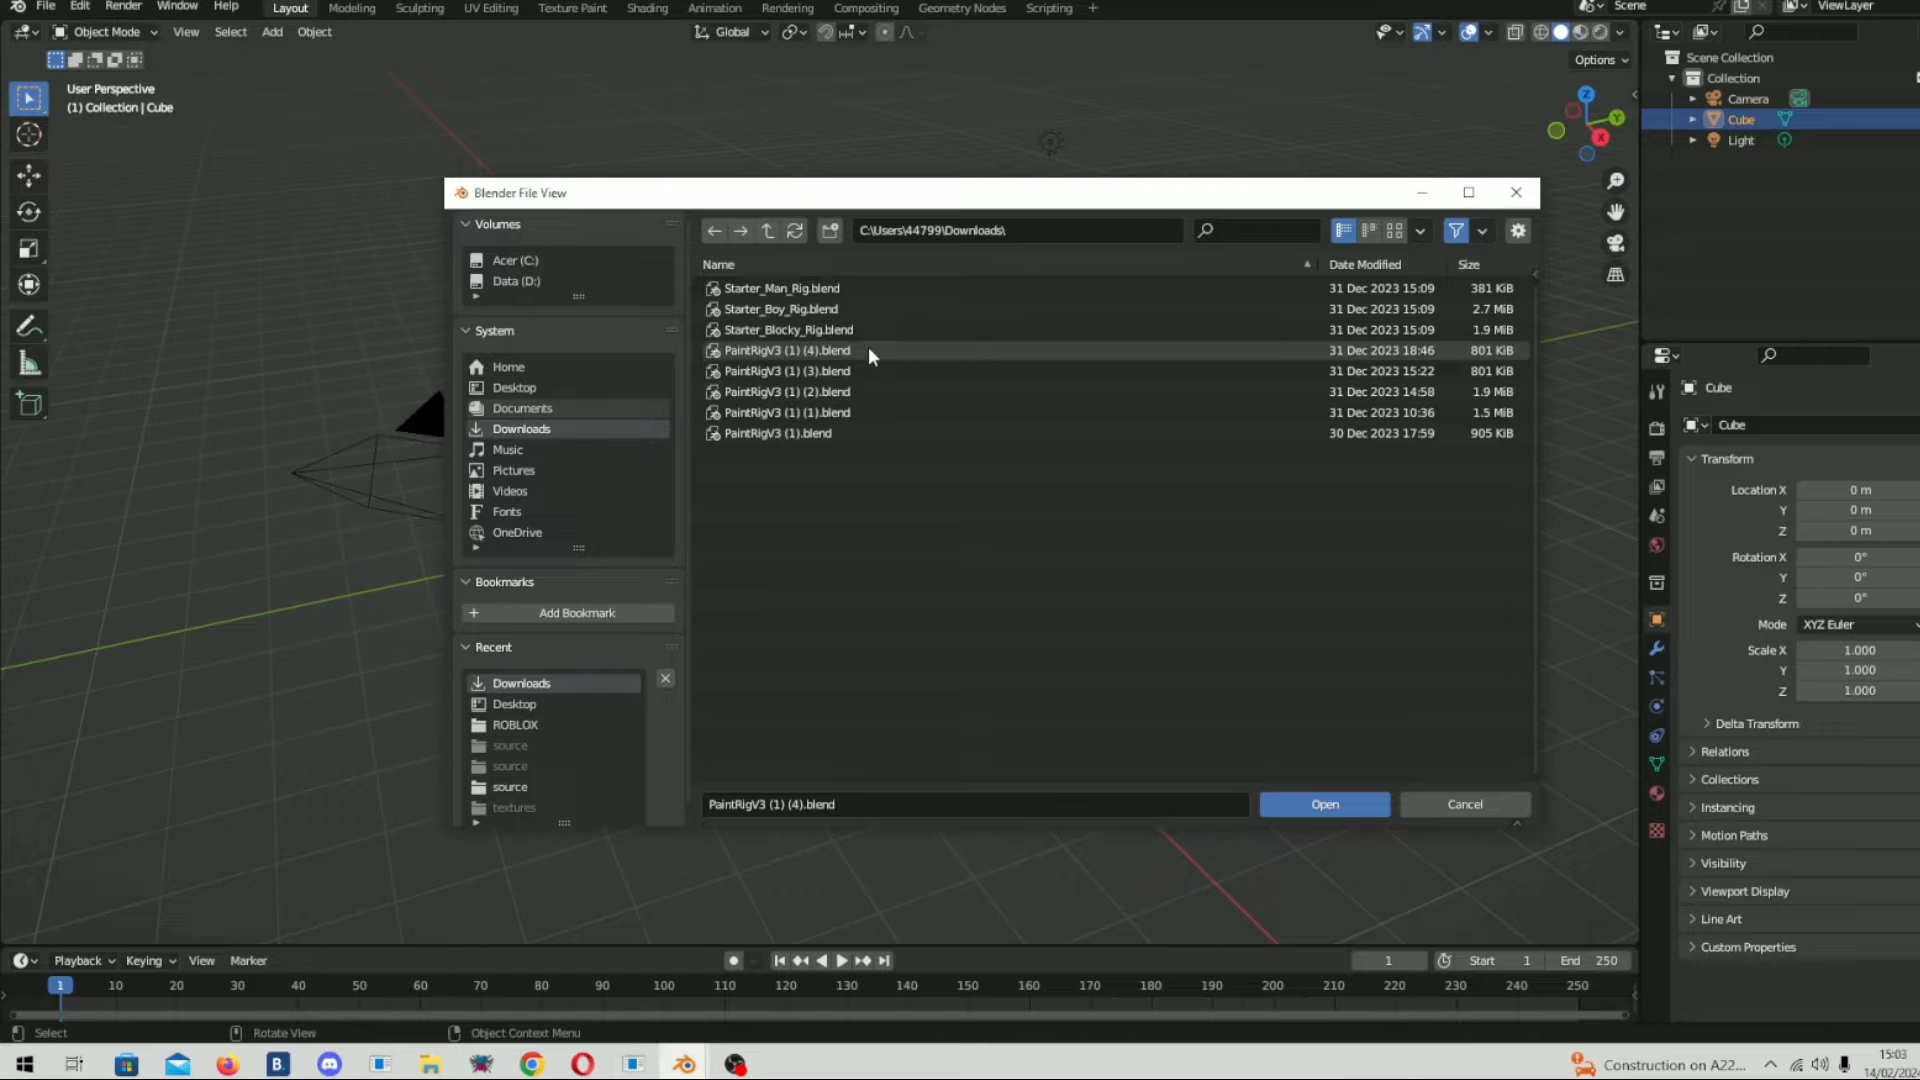 File Edit Render Window Help Layout Modeling Sculpting UV Editing Texture Paint Shading Animation Rendering Compositing Geometry Nodes Scripting + Scene ViewLayer
Object Mode View Select Add Object Global
Options
User Perspective
(1) Collection | Cube
Scene Collection
Collection
Camera
Cube
Light
Z
Y
X
Blender File View
Volumes
Acer (C:)
Data (D:)
System
Home
Desktop
Documents
Downloads
Music
Pictures
Videos
Fonts
OneDrive
Bookmarks
Add Bookmark
Recent
Downloads
Desktop
ROBLOX
source
source
source
textures
C:\Users\44799\Downloads\
Name Date Modified Size
Starter_Man_Rig.blend 31 Dec 2023 15:09 381 KiB
Starter_Boy_Rig.blend 31 Dec 2023 15:09 2.7 MiB
Starter_Blocky_Rig.blend 31 Dec 2023 15:09 1.9 MiB
PaintRigV3 (1) (4).blend 31 Dec 2023 18:46 801 KiB
PaintRigV3 (1) (3).blend 31 Dec 2023 15:22 801 KiB
PaintRigV3 (1) (2).blend 31 Dec 2023 14:58 1.9 MiB
PaintRigV3 (1) (1).blend 31 Dec 2023 10:36 1.5 MiB
PaintRigV3 (1).blend 30 Dec 2023 17:59 905 KiB
PaintRigV3 (1) (4).blend Open Cancel
Cube
Cube
Transform
Location X 0 m
Y 0 m
Z 0 m
Rotation X 0°
Y 0°
Z 0°
Mode XYZ Euler
Scale X 1.000
Y 1.000
Z 1.000
Delta Transform
Relations
Collections
Instancing
Motion Paths
Visibility
Viewport Display
Line Art
Custom Properties
Playback Keying View Marker 1 Start 1 End 250
1 10 20 30 40 50 60 70 80 90 100 110 120 130 140 150 160 170 180 190 200 210 220 230 240 250
Select Rotate View Object Context Menu
B. Construction on A22... 15:03
14/02/2024